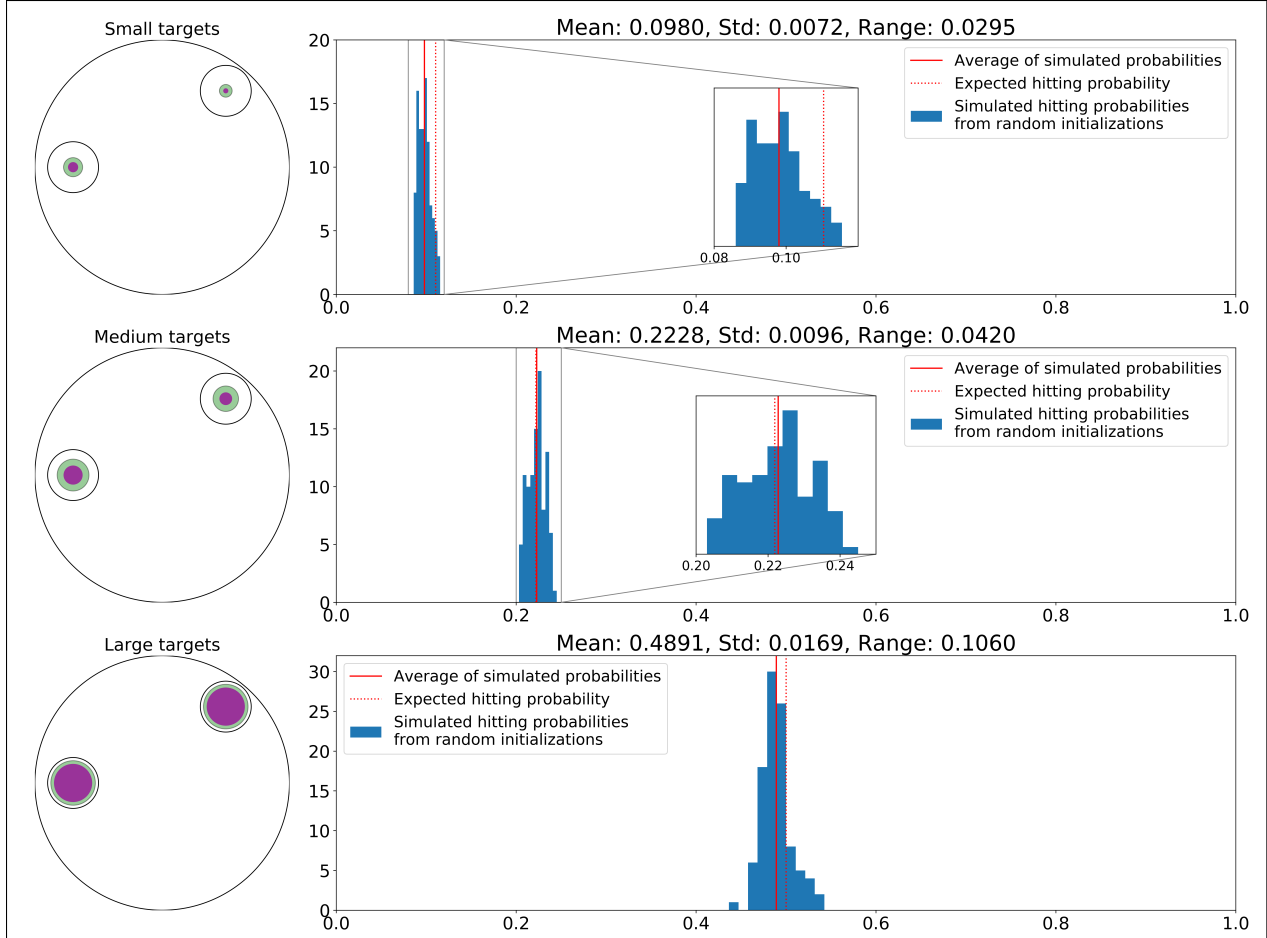 Small targets
Mean: 0.0980, Std: 0.0072, Range: 0.0295
20
15
10
5
0
Average of simulated probabilities
Expected hitting probability
Simulated hitting probabilities
from random initializations
0.08 0.10
0.0 0.2 0.4 0.6 0.8 1.0
Medium targets
Mean: 0.2228, Std: 0.0096, Range: 0.0420
20
15
10
5
0
Average of simulated probabilities
Expected hitting probability
Simulated hitting probabilities
from random initializations
0.20 0.22 0.24
0.0 0.2 0.4 0.6 0.8 1.0
Large targets
Mean: 0.4891, Std: 0.0169, Range: 0.1060
30
25
20
15
10
5
0
Average of simulated probabilities
Expected hitting probability
Simulated hitting probabilities
from random initializations
0.0 0.2 0.4 0.6 0.8 1.0